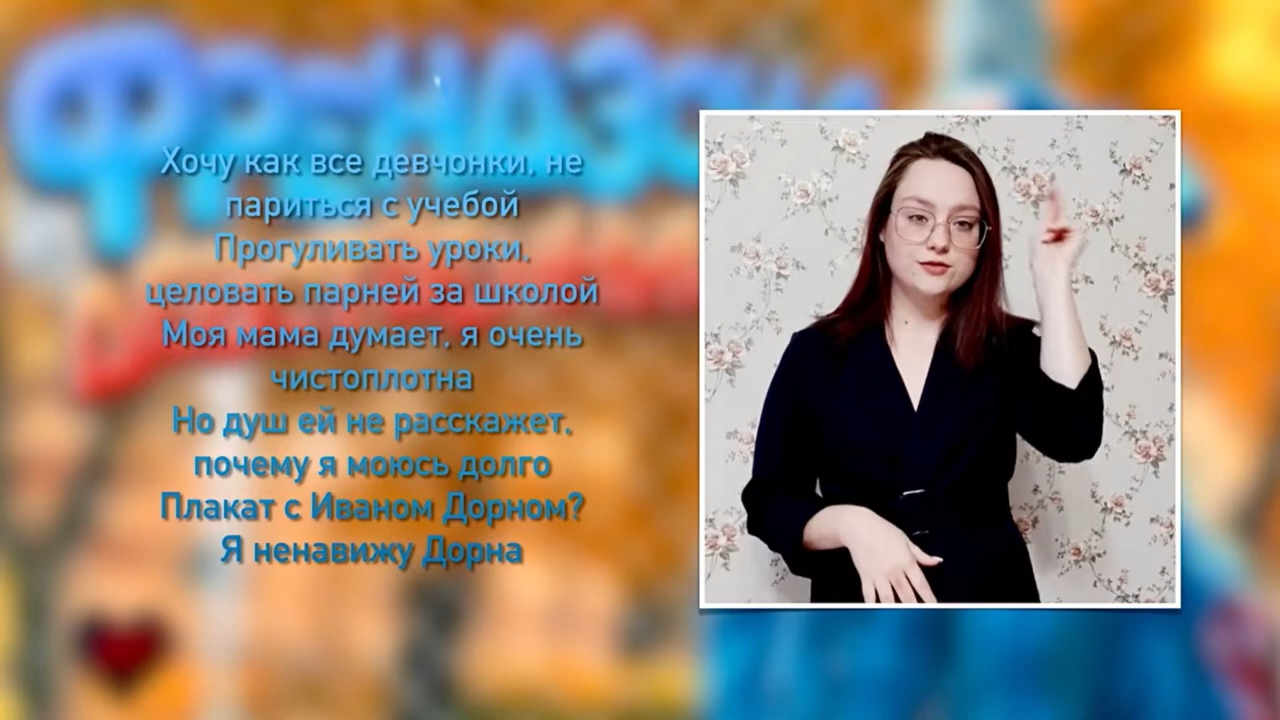 Хочу как все девчонки, не
париться с учебой
Прогуливать уроки,
целовать парней за школой
Моя мама думает, я очень
чистоплотна
Но душ ей не расскажет,
почему я моюсь долго
Плакат с Иваном Дорном?
Я ненавижу Дорна